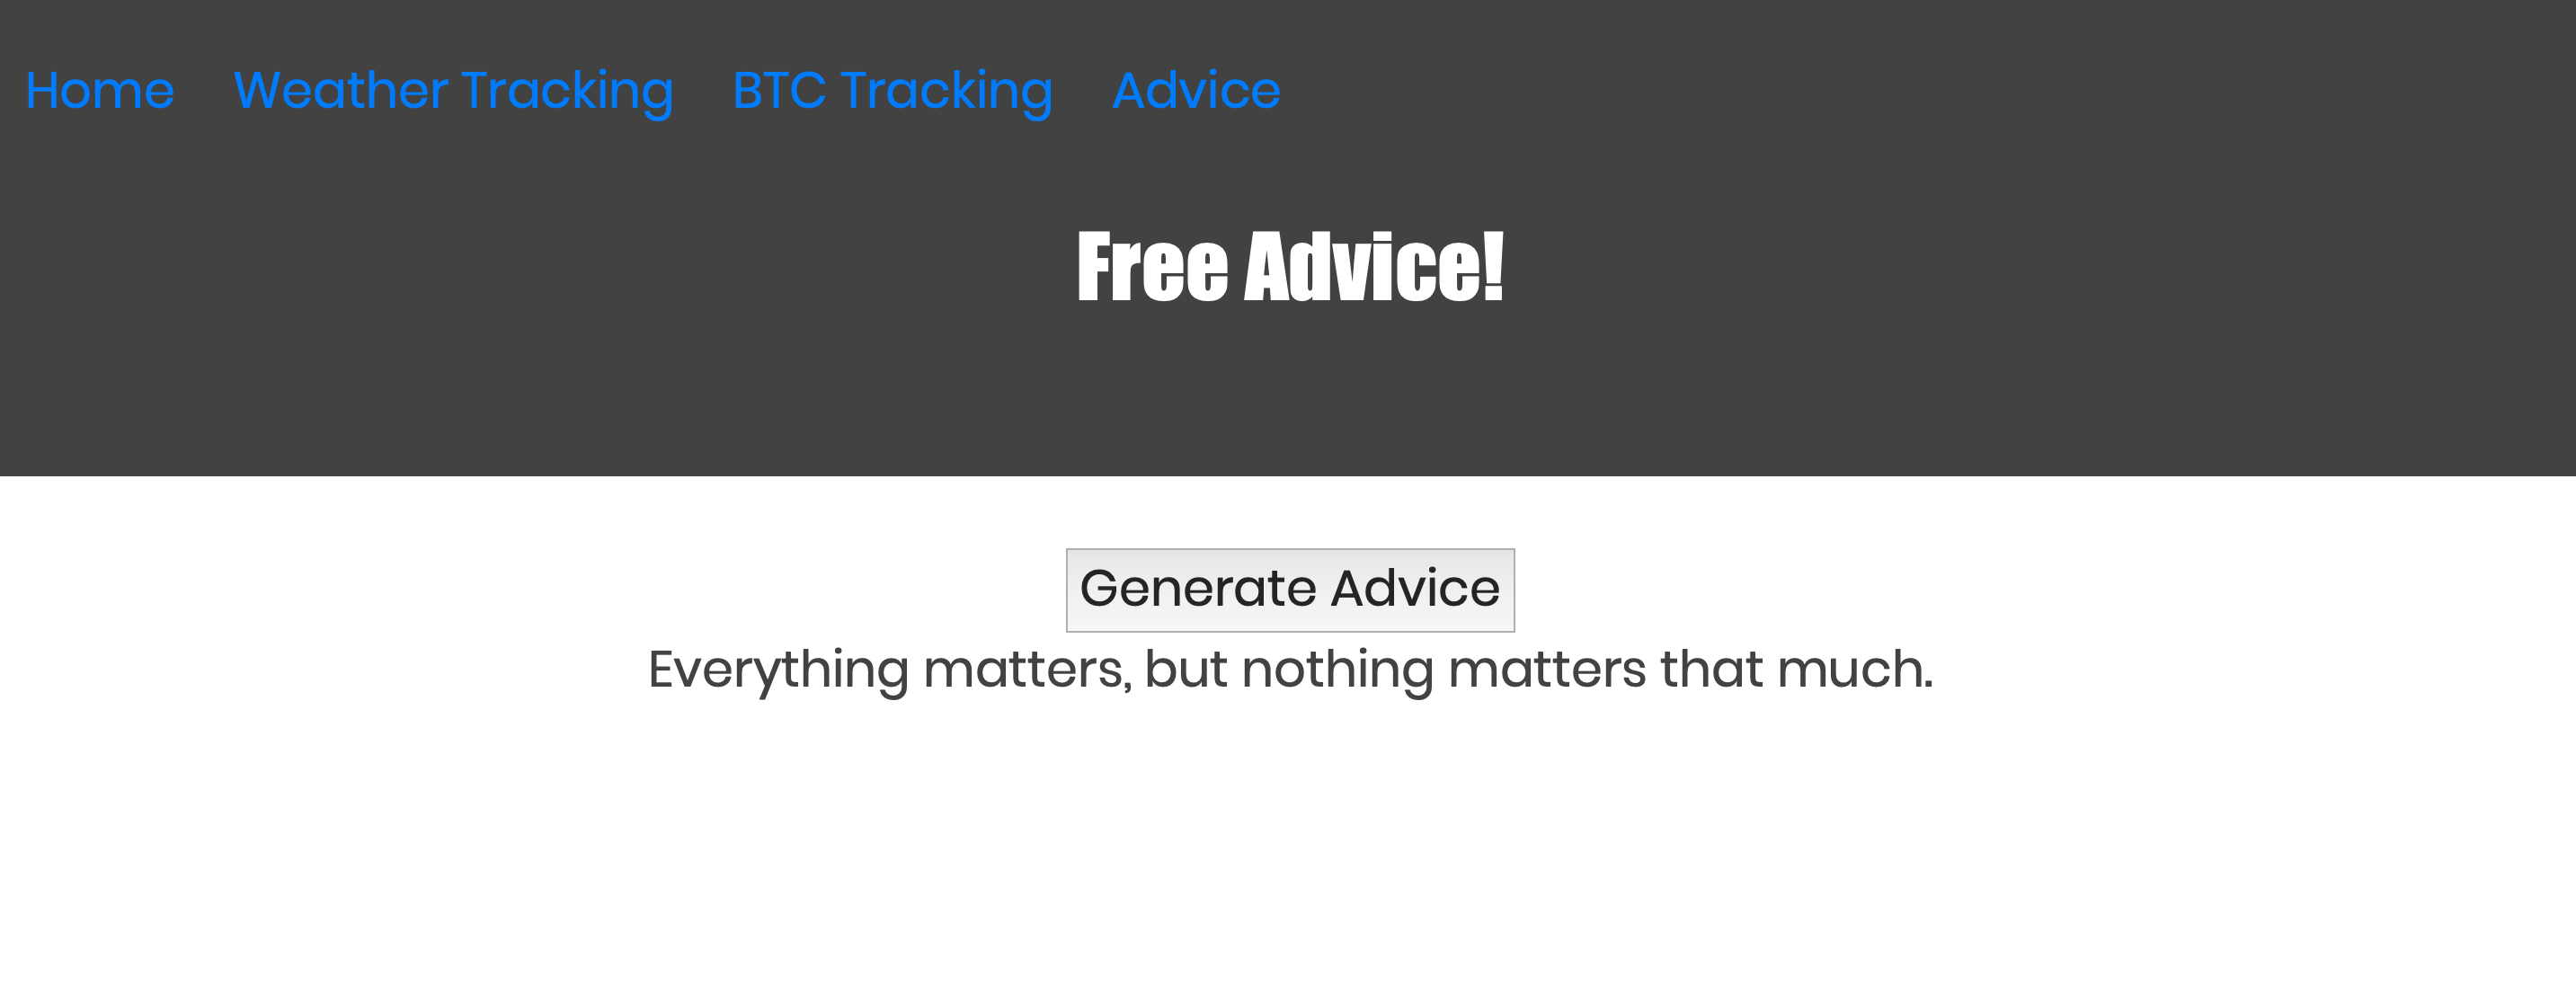 Home Weather Tracking BTC Tracking Advice
Free Advice!
Generate Advice
Everything matters, but nothing matters that much.